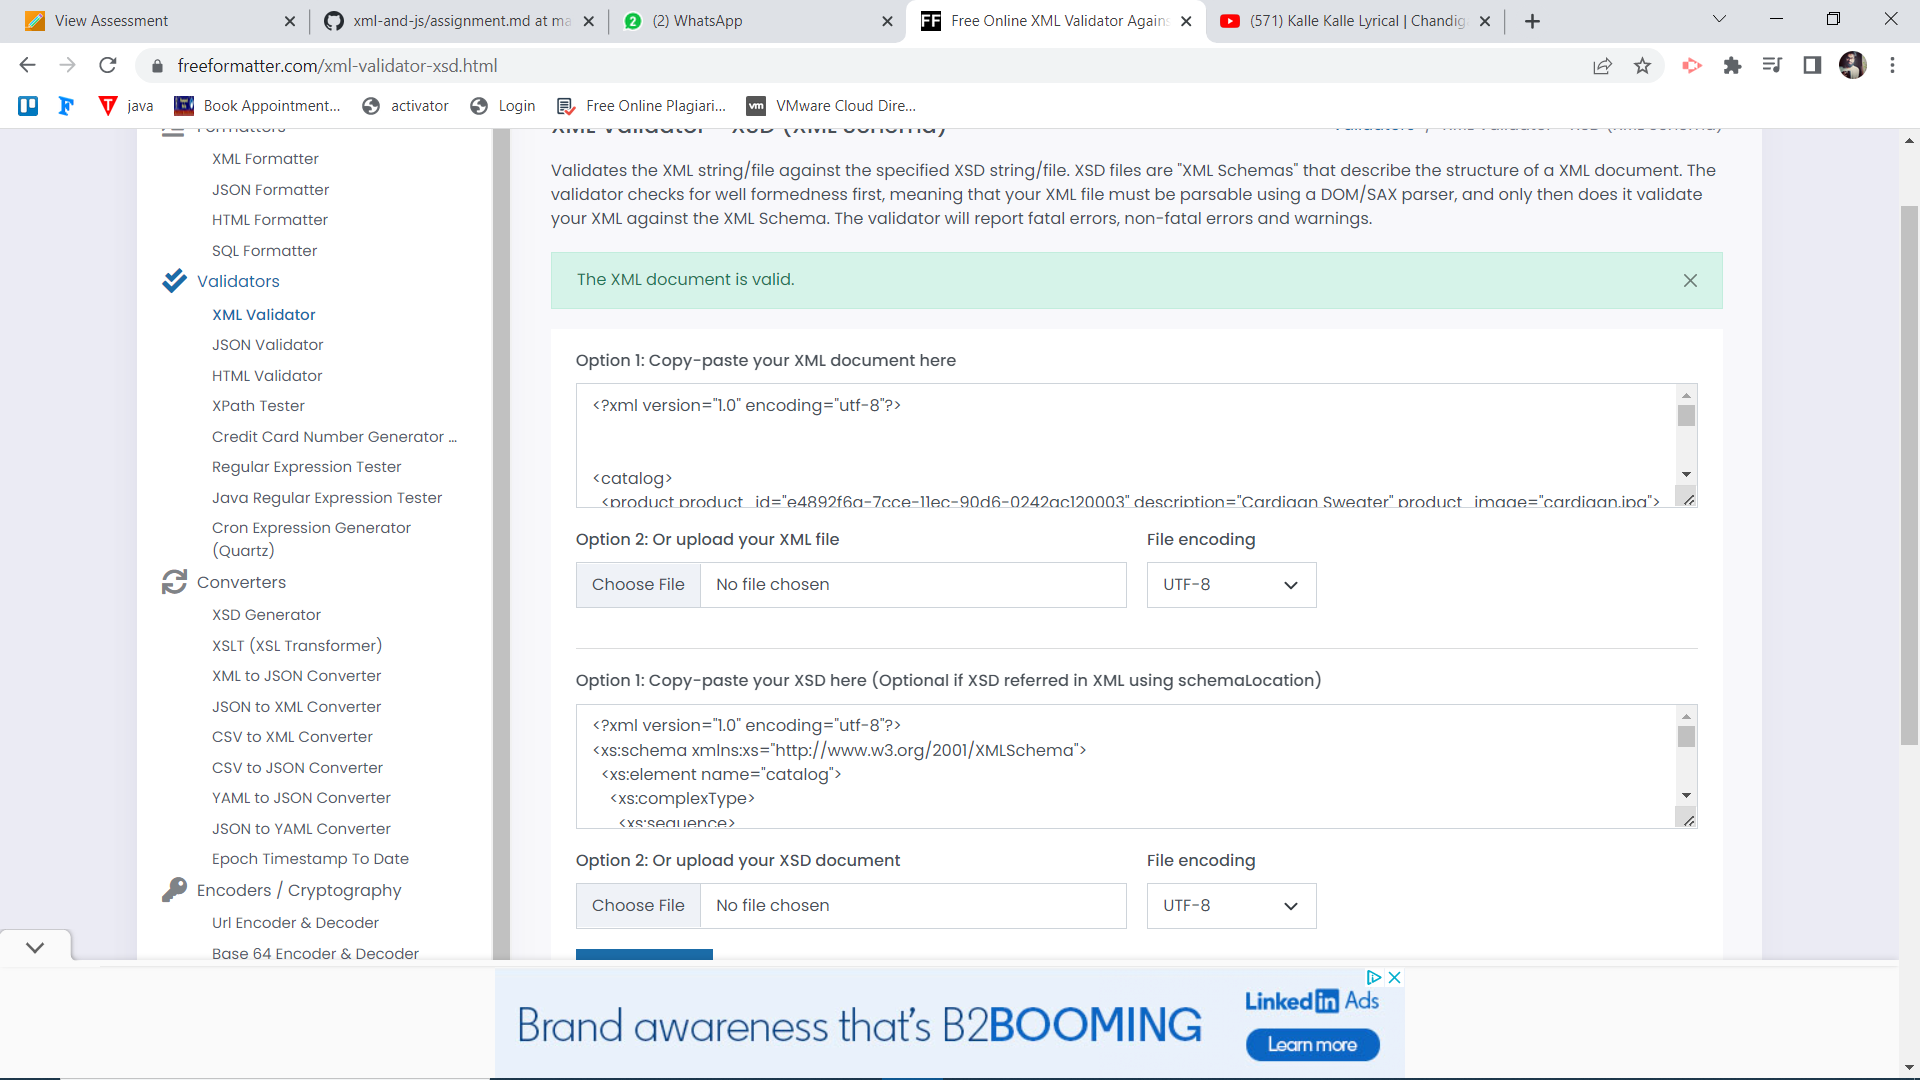 View Assessment
xml-and-js/assignment.md at ma
(2) WhatsApp
Free Online XML Validator Agains
(571) Kalle Kalle Lyrical | Chandig
freeformatter.com/xml-validator-xsd.html
java
Book Appointment...
activator
Login
Free Online Plagiari...
vm
VMware Cloud Dire...
Formatters
XML Formatter
JSON Formatter
HTML Formatter
SQL Formatter
Validators
XML Validator
JSON Validator
HTML Validator
XPath Tester
Credit Card Number Generator ...
Regular Expression Tester
Java Regular Expression Tester
Cron Expression Generator
(Quartz)
Converters
XSD Generator
XSLT (XSL Transformer)
XML to JSON Converter
JSON to XML Converter
CSV to XML Converter
CSV to JSON Converter
YAML to JSON Converter
JSON to YAML Converter
Epoch Timestamp To Date
Encoders / Cryptography
Url Encoder & Decoder
Base 64 Encoder & Decoder
XML Validator - XSD (XML Schema)
Validators / XML Validator - XSD (XML Schema)
Validates the XML string/file against the specified XSD string/file. XSD files are "XML Schemas" that describe the structure of a XML document. The
validator checks for well formedness first, meaning that your XML file must be parsable using a DOM/SAX parser, and only then does it validate
your XML against the XML Schema. The validator will report fatal errors, non-fatal errors and warnings.
The XML document is valid.
Option 1: Copy-paste your XML document here
<?xml version="1.0" encoding="utf-8"?>
<catalog>
<product product_id="e4892f6a-7cce-11ec-90d6-0242ac120003" description="Cardigan Sweater" product_image="cardigan.jpg">
Option 2: Or upload your XML file
File encoding
Choose File
No file chosen
UTF-8
Option 1: Copy-paste your XSD here (Optional if XSD referred in XML using schemaLocation)
<?xml version="1.0" encoding="utf-8"?>
<xs:schema xmlns:xs="http://www.w3.org/2001/XMLSchema">
<xs:element name="catalog">
<xs:complexType>
<xs:sequence>
Option 2: Or upload your XSD document
File encoding
Choose File
No file chosen
UTF-8
Brand awareness that's B2BOOMING
Linked in Ads
Learn more